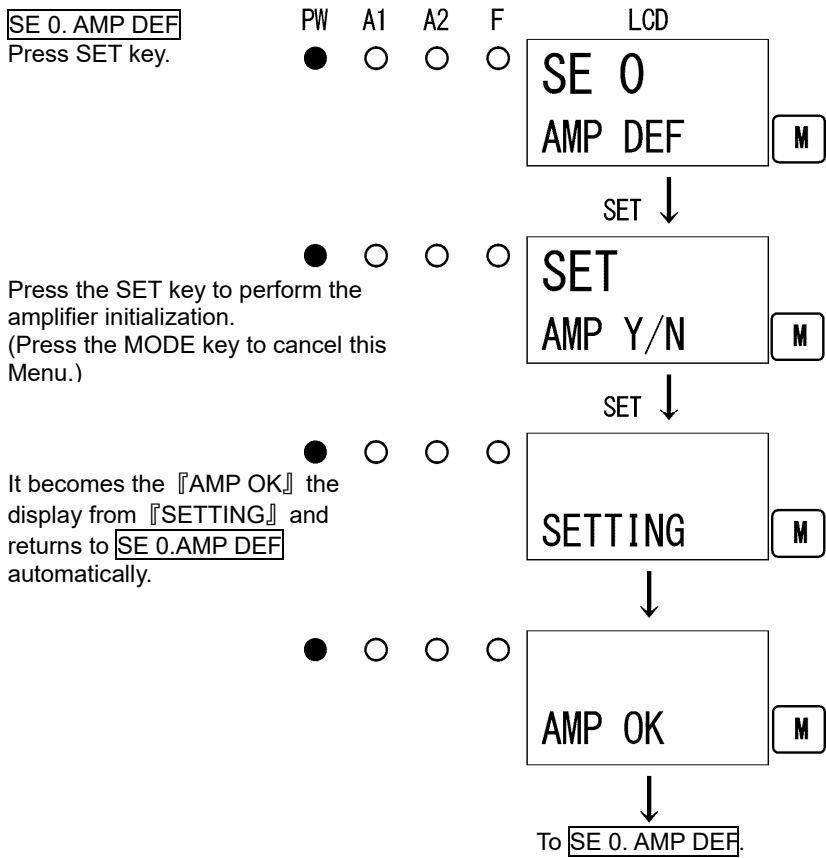 SE 0. AMP DEF
Press SET key.
PW A1 A2 F LCD
SE 0
AMP DEF
M
SET
Press the SET key to perform the
amplifier initialization.
(Press the MODE key to cancel this
Menu.)
SET
AMP Y/N
M
SET
It becomes the『AMP OK』the
display from『SETTING』and
returns to SE 0.AMP DEF
automatically.
SETTING
M
AMP OK
M
To SE 0. AMP DEF.